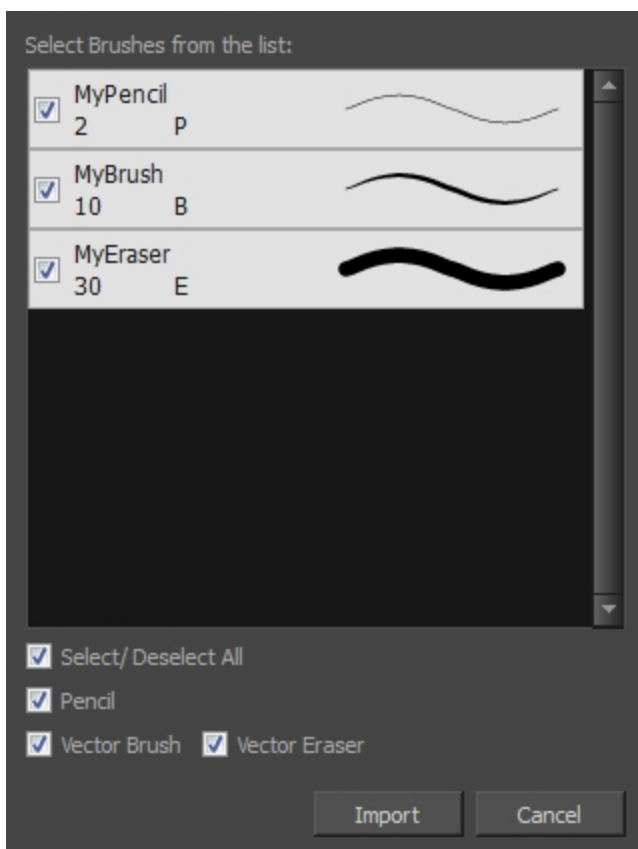 Select Brushes from the list:
MyPencil
2 P
MyBrush
10 B
MyEraser
30 E
Select/ Deselect All
Pencil
Vector Brush Vector Eraser
Import Cancel